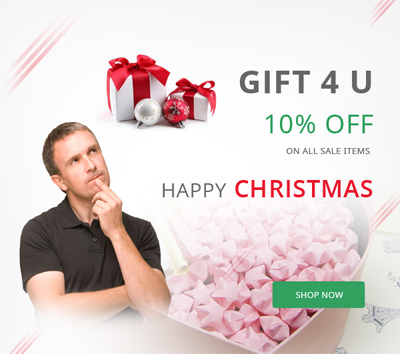 GIFT 4 U
10% OFF
ON ALL SALE ITEMS
HAPPY CHRISTMAS
SHOP NOW